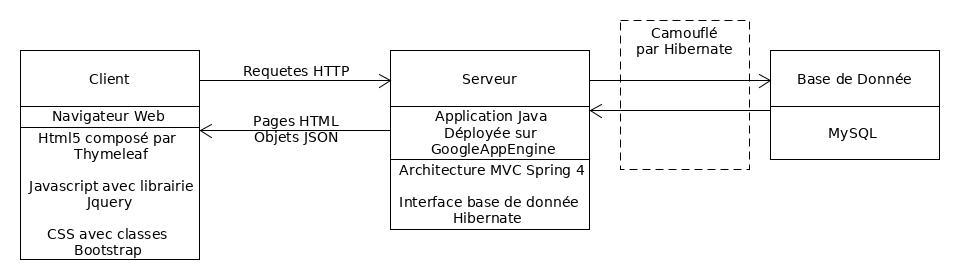 Client
Navigateur Web
Html5 composé par
Thymeleaf
Javascript avec librairie
Jquery
CSS avec classes
Bootstrap
Requetes HTTP
Pages HTML
Objets JSON
Serveur
Application Java
Déployée sur
GoogleAppEngine
Architecture MVC Spring 4
Interface base de donnée
Hibernate
Camouflé
par Hibernate
Base de Donnée
MySQL